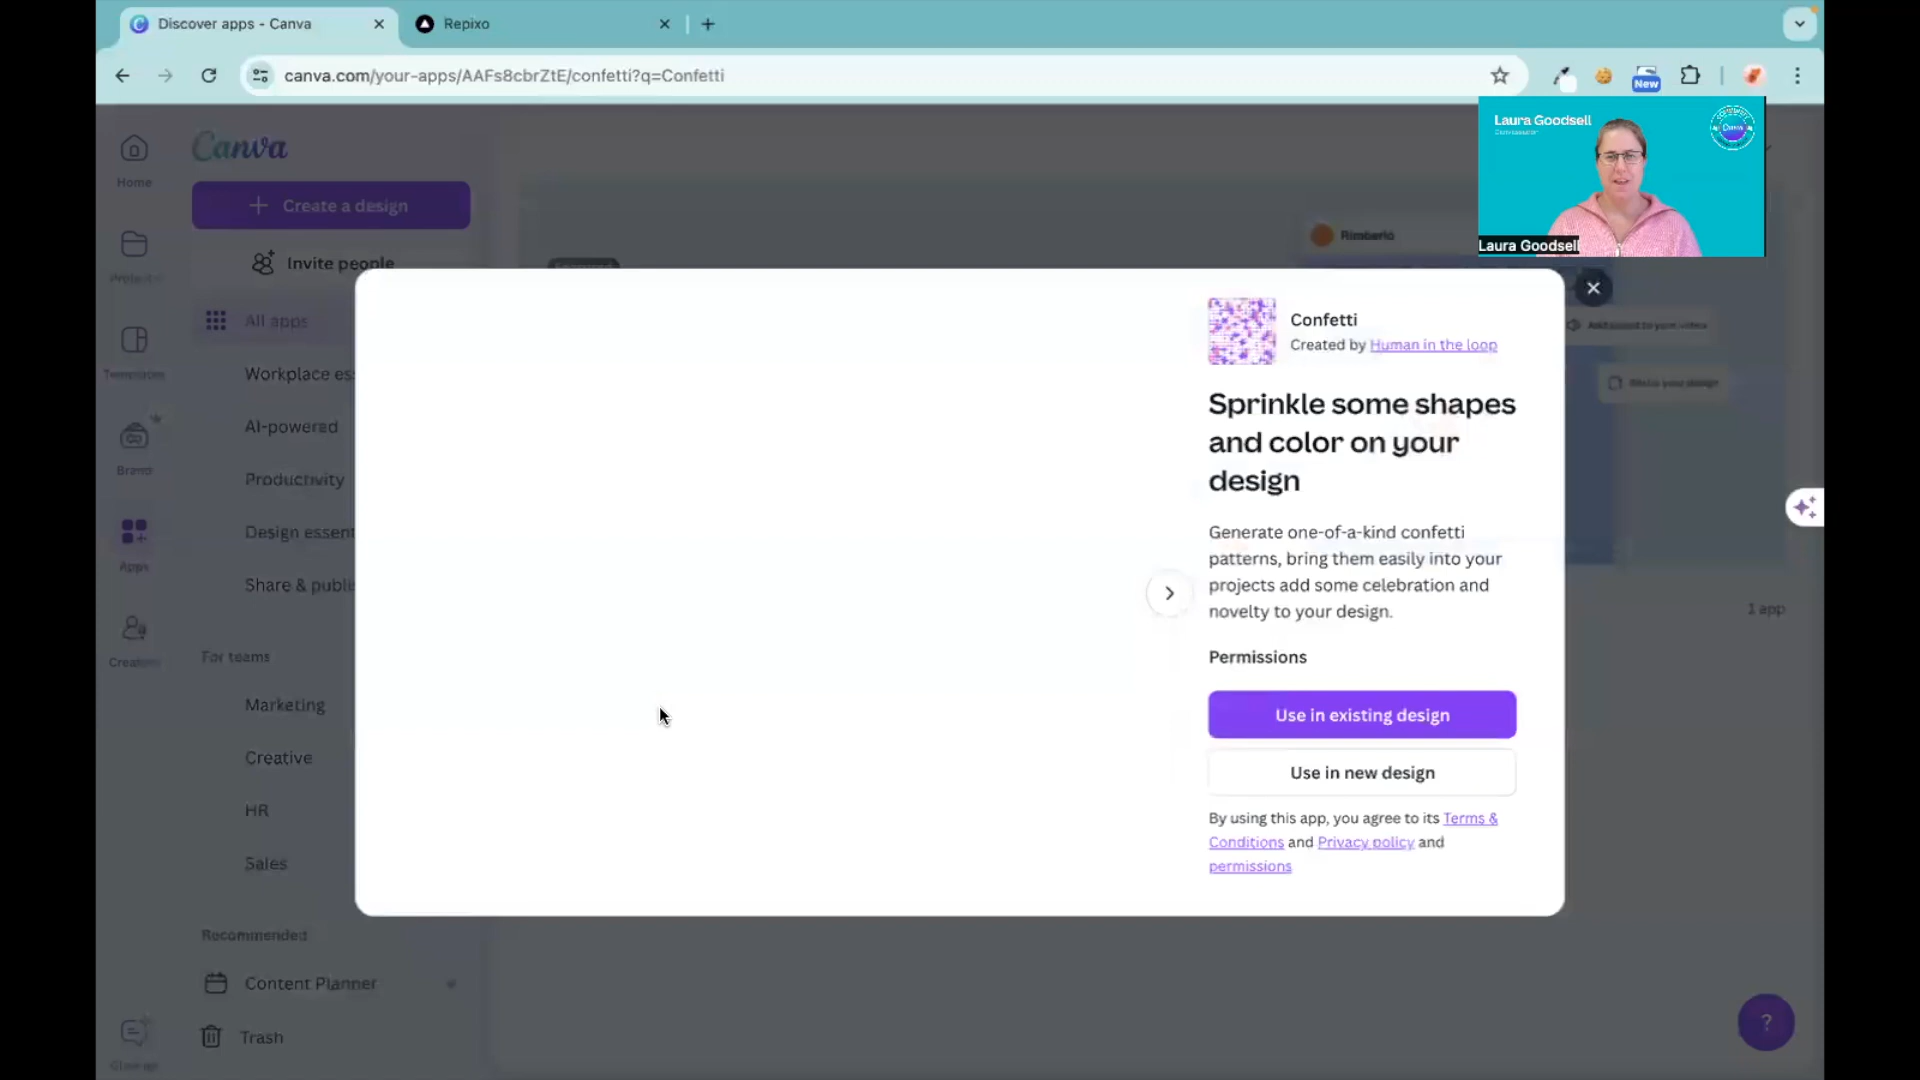 Discover apps - Canva
Repixo
canva.com/your-apps/AAFs8cbrZtE/confetti?q=Confetti
New
Laura Goodsell
Canva
Laura Goodsell
Canva
Home
Create a design
Invite people
Projects
All apps
Templates
Workplace es
AI-powered
Brand
Productivity
Design essent
Apps
Share & publi
For teams
Marketing
Creative
HR
Sales
Recommended
Content Planner
Trash
1 app
?
Confetti
Created by Human in the loop
Sprinkle some shapes
and color on your
design
Generate one-of-a-kind confetti
patterns, bring them easily into your
projects add some celebration and
novelty to your design.
Permissions
Use in existing design
Use in new design
By using this app, you agree to its Terms &
Conditions and Privacy policy and
permissions